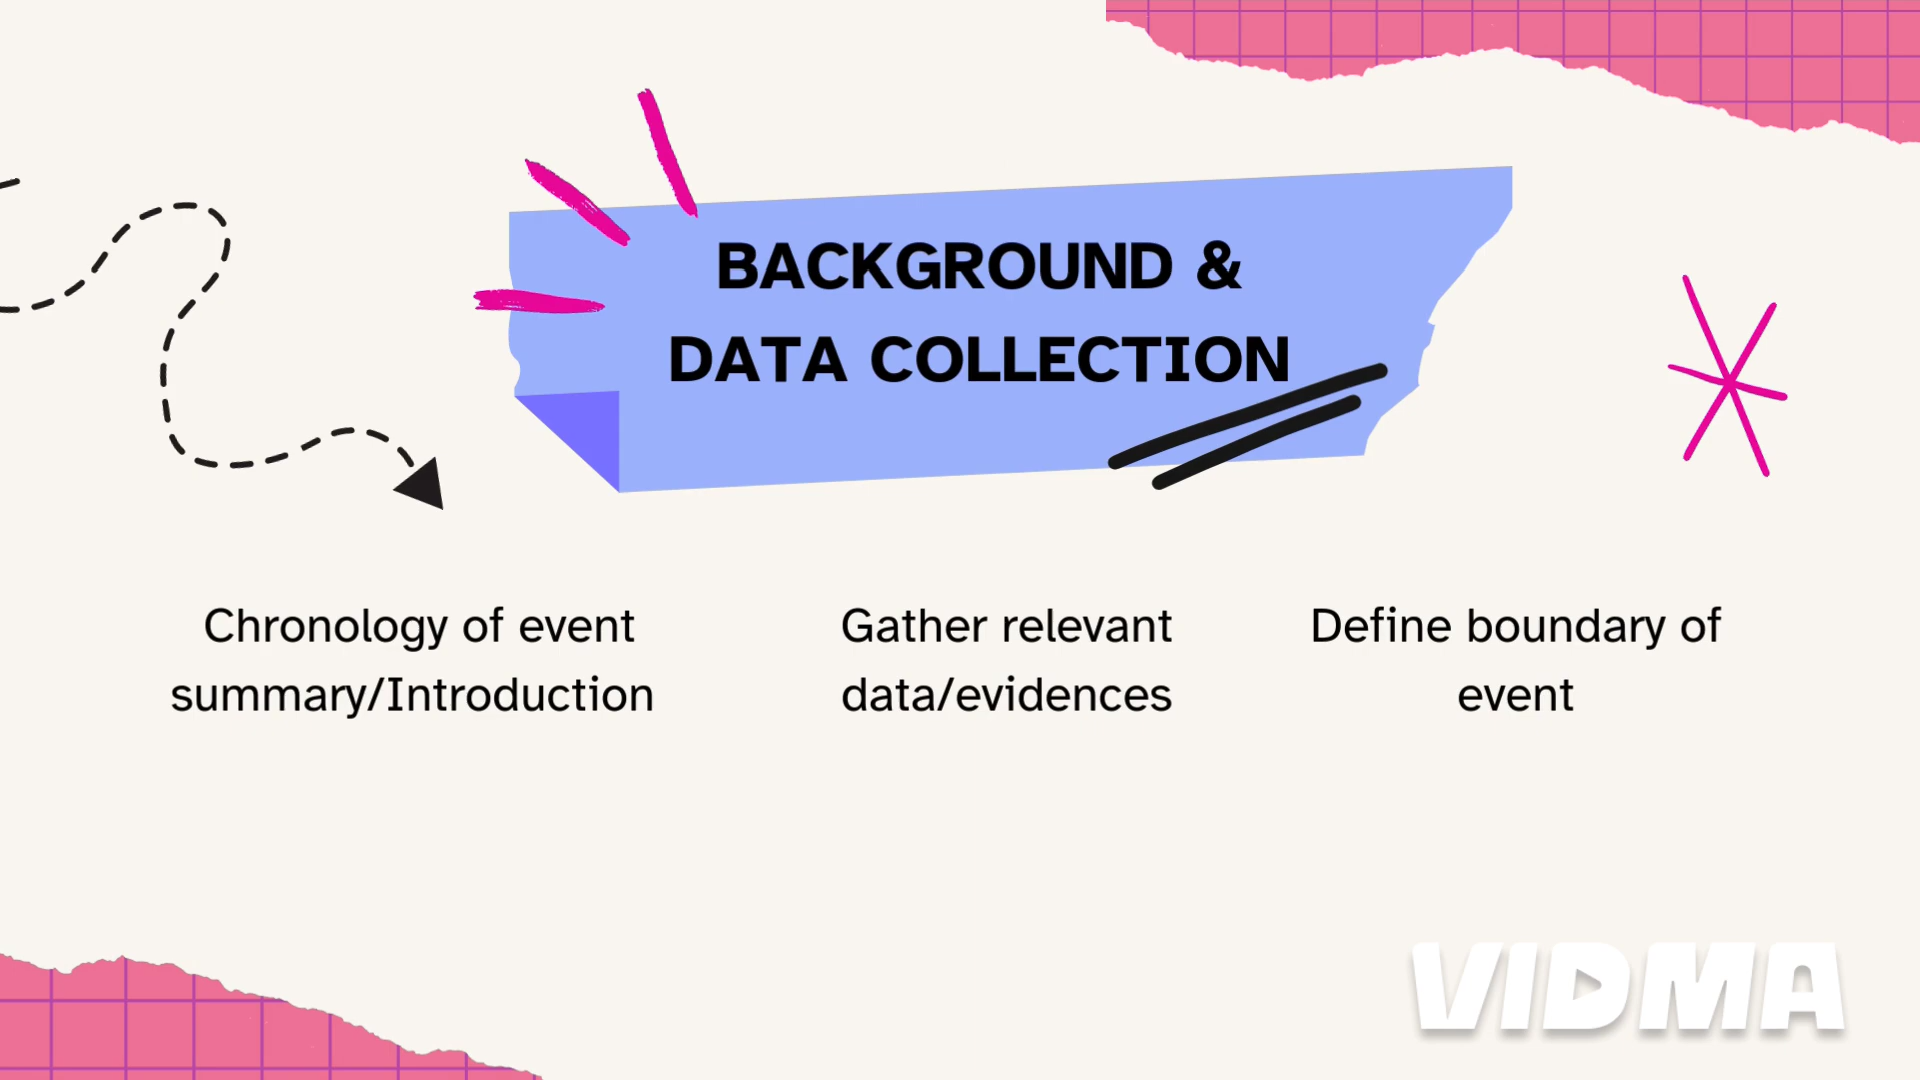 BACKGROUND &
DATA COLLECTION
Chronology of event
summary/Introduction
Gather relevant
data/evidences
Define boundary of
event
VIDMA